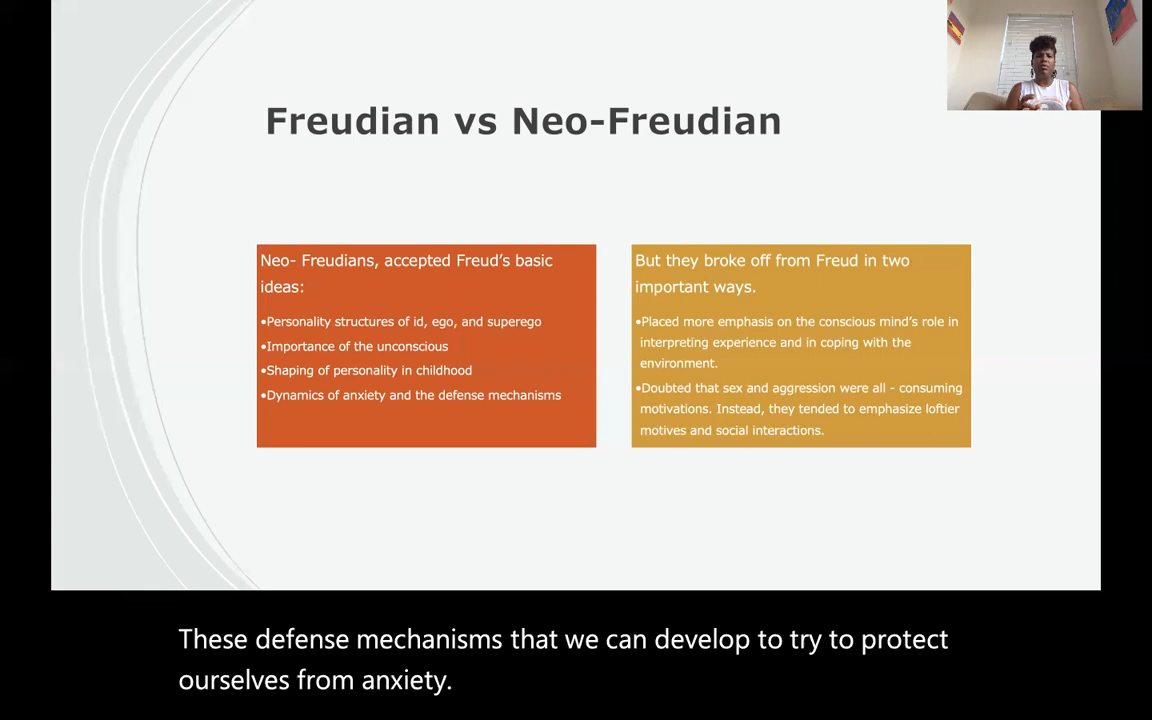 Freudian vs Neo-Freudian
Neo- Freudians, accepted Freud's basic
ideas:
•Personality structures of id, ego, and superego
•Importance of the unconscious
•Shaping of personality in childhood
•Dynamics of anxiety and the defense mechanisms
But they broke off from Freud in two
important ways.
•Placed more emphasis on the conscious mind's role in
interpreting experience and in coping with the
environment.
•Doubted that sex and aggression were all - consuming
motivations. Instead, they tended to emphasize loftier
motives and social interactions.
These defense mechanisms that we can develop to try to protect
ourselves from anxiety.